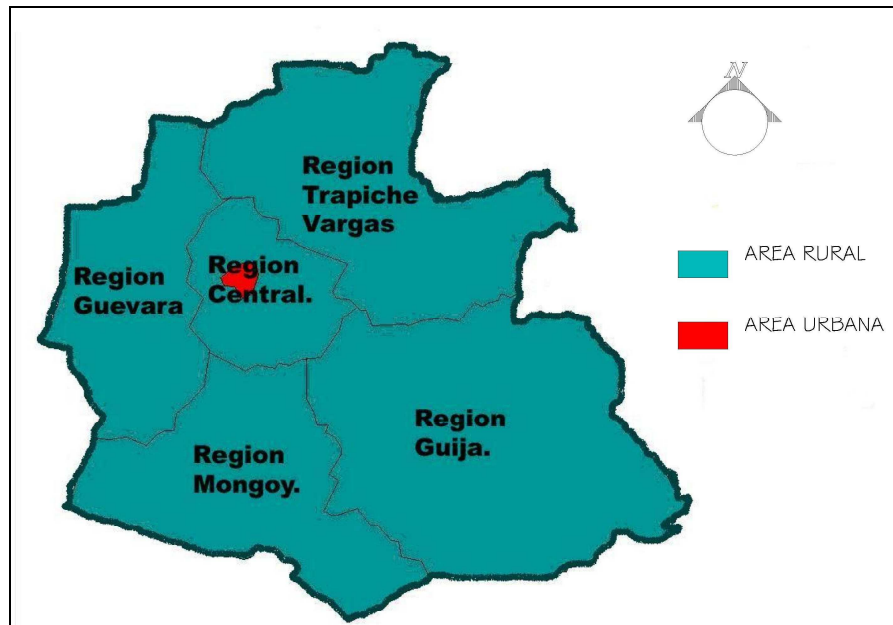 N
Region
Trapiche
Vargas
Region
Central.
Region
Guevara
Region
Guija.
Region
Mongoy.
AREA RURAL
AREA URBANA